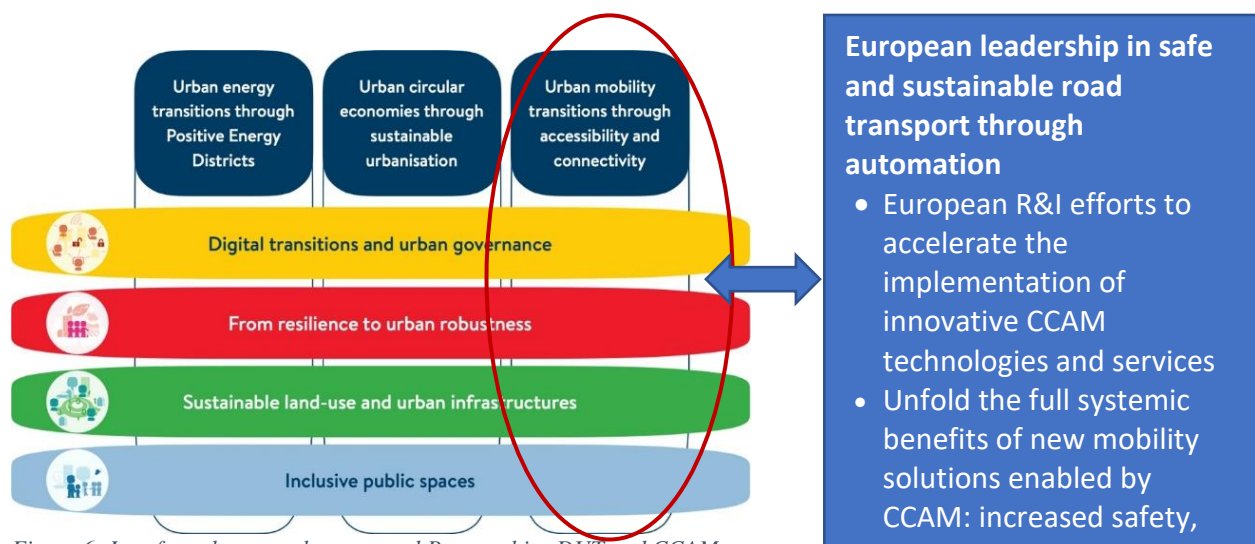 Urban energy
transitions through
Positive Energy
Districts
Urban circular
economies through
sustainable
urbanisation
Urban mobility
transitions through
accessibility and
connectivity
Digital transitions and urban governance
From resilience to urban robustness
Sustainable land-use and urban infrastructures
Inclusive public spaces
European leadership in safe
and sustainable road
transport through
automation
• European R&I efforts to
accelerate the
implementation of
innovative CCAM
technologies and services
• Unfold the full systemic
benefits of new mobility
solutions enabled by
CCAM: increased safety,